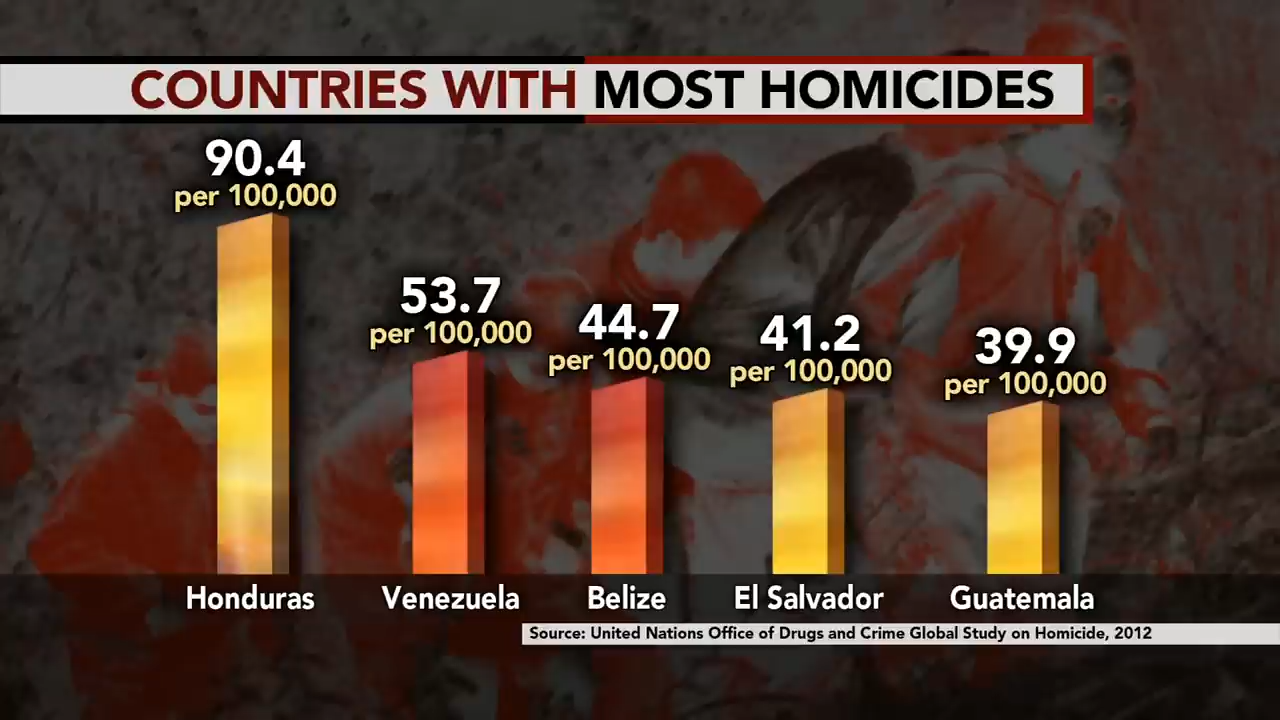 COUNTRIES WITH MOST HOMICIDES
90.4
per 100,000
53.7
per 100,000
44.7
per 100,000
41.2
per 100,000
39.9
per 100,000
Honduras
Venezuela
Belize
El Salvador
Guatemala
Source: United Nations Office of Drugs and Crime Global Study on Homicide, 2012